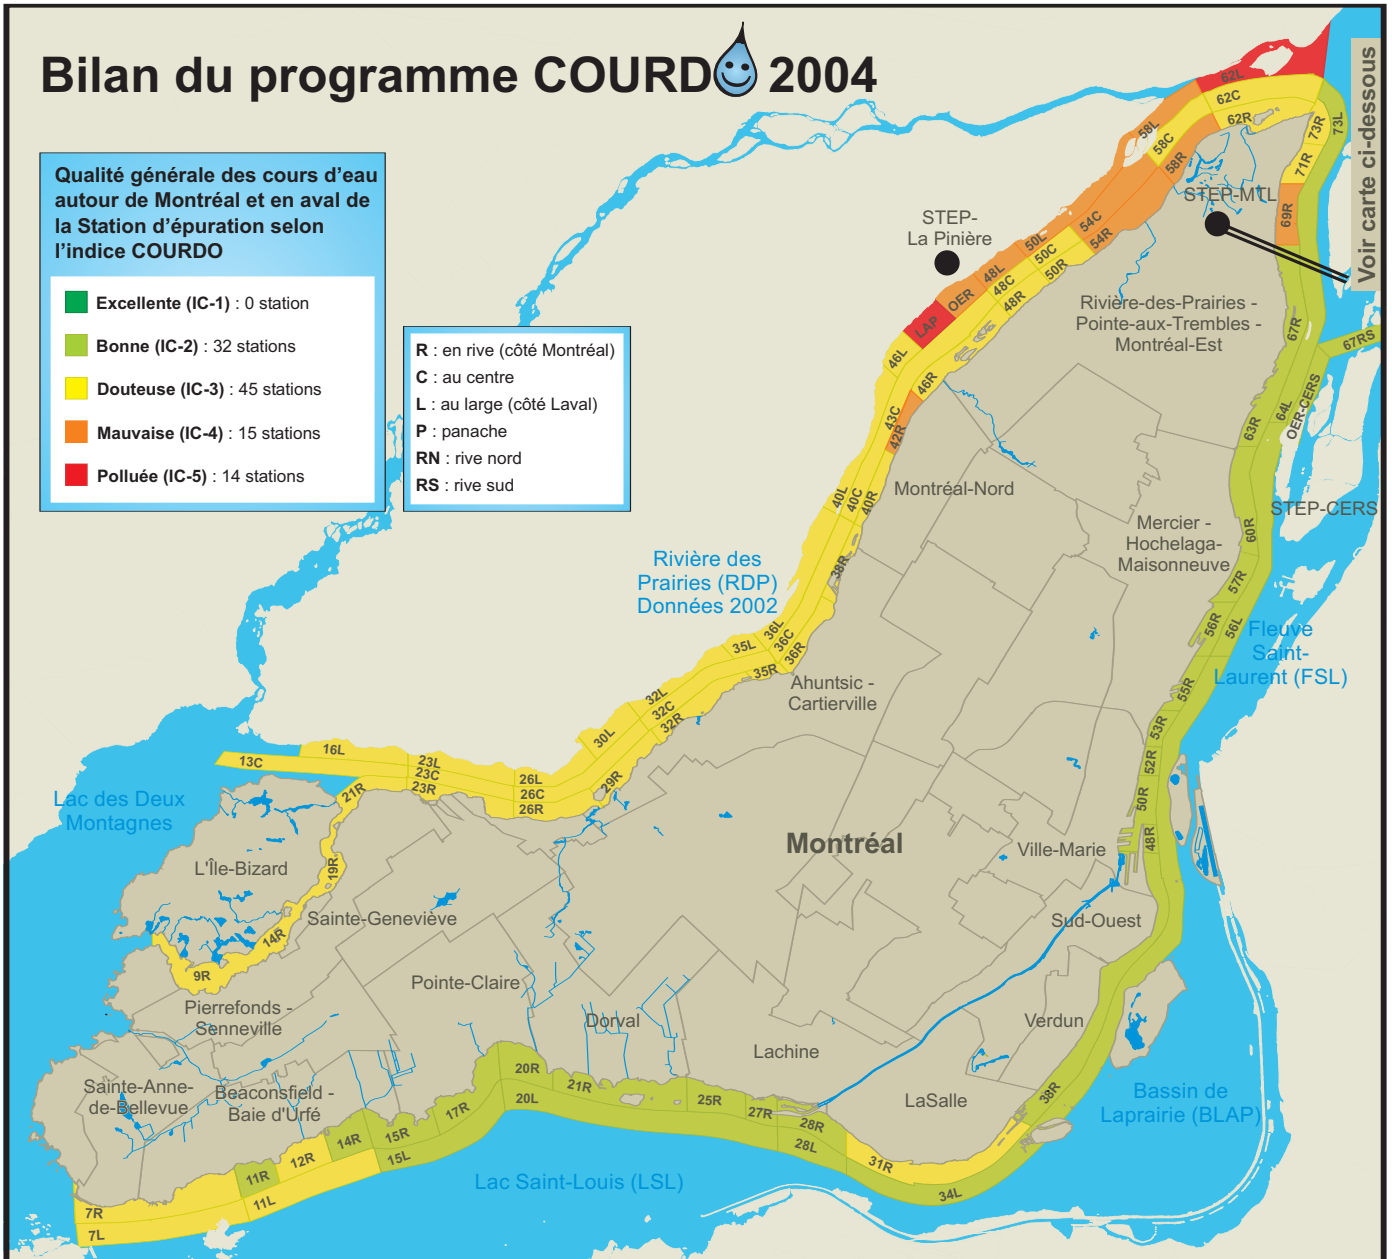 Bilan du programme COURDO 2004
Qualité générale des cours d'eau
autour de Montréal et en aval de
la Station d'épuration selon
l'indice COURDO
Excellente (IC-1) : 0 station
Bonne (IC-2) : 32 stations
Douteuse (IC-3) : 45 stations
Mauvaise (IC-4) : 15 stations
Polluée (IC-5) : 14 stations
R : en rive (côté Montréal)
C : au centre
L : au large (côté Laval)
P : panache
RN : rive nord
RS : rive sud
Voir carte ci-dessous
62L
62C
62R
73R
73L
71R
69R
58L
58C
58R
STEP-MTL
STEP-
La Pinière
54C
54R
50L
50C
50R
48L
48C
48R
OER
LAP
46L
46R
43C
42R
Rivière-des-Prairies -
Pointe-aux-Trembles -
Montréal-Est
67R
67RS
64L
OER-CERS
63R
STEP-CERS
60R
Montréal-Nord
Mercier -
Hochelaga-
Maisonneuve
40L
40C
40R
38R
Rivière des
Prairies (RDP)
Données 2002
57R
56R
56L
Fleuve
Saint-
Laurent (FSL)
36L
36C
36R
35L
35R
Ahuntsic -
Cartierville
55R
53R
52R
50R
48R
32L
32C
32R
30L
29R
16L
13C
23L
23C
23R
26L
26C
26R
21R
Lac des Deux
Montagnes
L'Île-Bizard
19R
Montréal
Ville-Marie
Sainte-Geneviève
14R
9R
Sud-Ouest
Pointe-Claire
Pierrefonds -
Senneville
Dorval
Verdun
Lachine
Sainte-Anne-
de-Bellevue
Beaconsfield -
Baie d'Urfé
LaSalle
Bassin de
Laprairie (BLAP)
38R
20R
20L
21R
25R
27R
28R
28L
17R
15R
15L
14R
12R
11R
11L
7R
7L
31R
34L
Lac Saint-Louis (LSL)